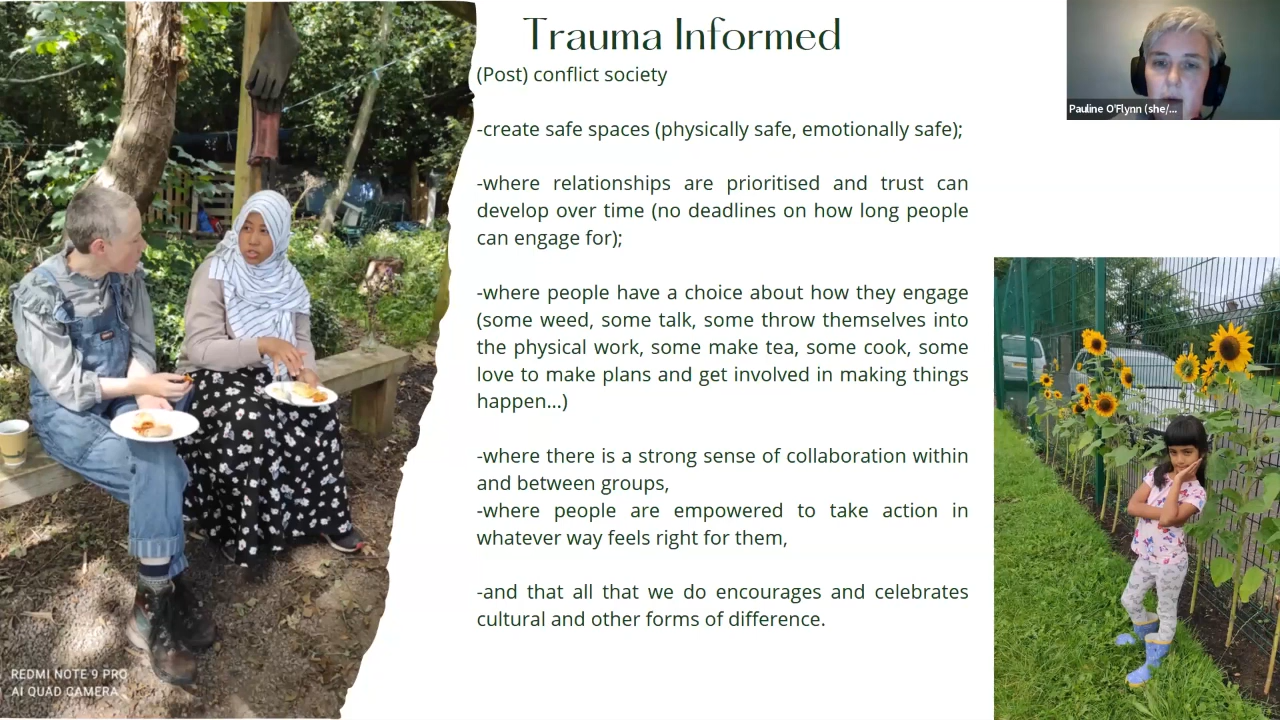 Trauma Informed
(Post) conflict society
-create safe spaces (physically safe, emotionally safe);
-where relationships are prioritised and trust can
develop over time (no deadlines on how long people
can engage for);
-where people have a choice about how they engage
(some weed, some talk, some throw themselves into
the physical work, some make tea, some cook, some
love to make plans and get involved in making things
happen...)
-where there is a strong sense of collaboration within
and between groups,
-where people are empowered to take action in
whatever way feels right for them,
-and that all that we do encourages and celebrates
cultural and other forms of difference.
Pauline O'Flynn (she/...
REDMI NOTE 9 PRO
AI QUAD CAMERA